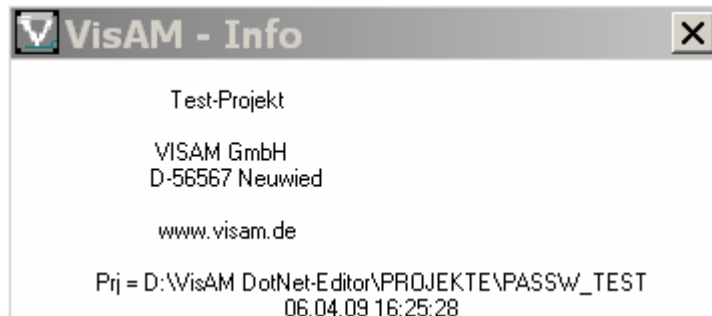 VisAM - Info
Test-Projekt
VISAM GmbH
D-56567 Neuwied
www.visam.de
Prj = D:\VisAM DotNet-Editor\PROJEKTE\PASSW_TEST
06.04.09 16:25:28